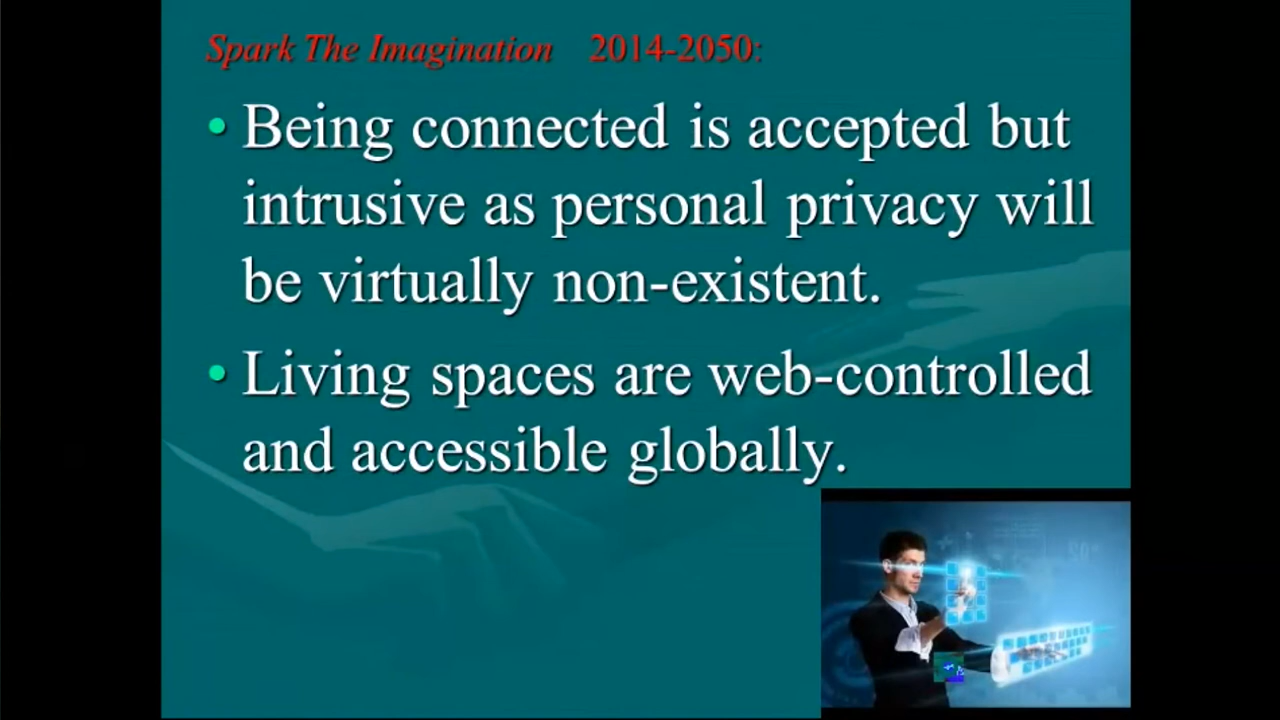 Spark The Imagination 2014-2050:
• Being connected is accepted but
intrusive as personal privacy will
be virtually non-existent.
• Living spaces are web-controlled
and accessible globally.